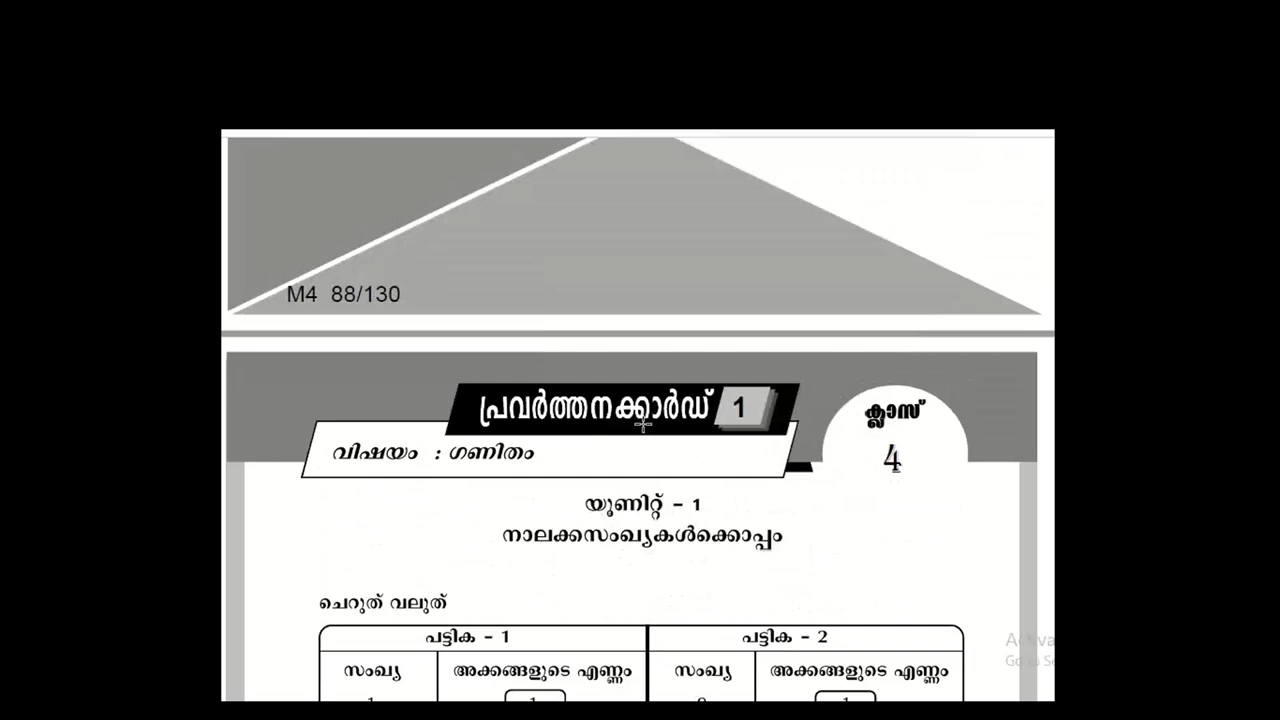 M4 88/130
പ്രവർത്തനക്കാർഡ് 1
ക്ലാസ്
4
വിഷയം : ഗണിതം
യൂണിറ്റ് - 1
നാലക്കസംഖ്യകൾക്കൊപ്പം
ചെറുത് വലുത്
പട്ടിക - 1 പട്ടിക - 2
സംഖ്യ അക്കങ്ങളുടെ എണ്ണം സംഖ്യ അക്കങ്ങളുടെ എണ്ണം